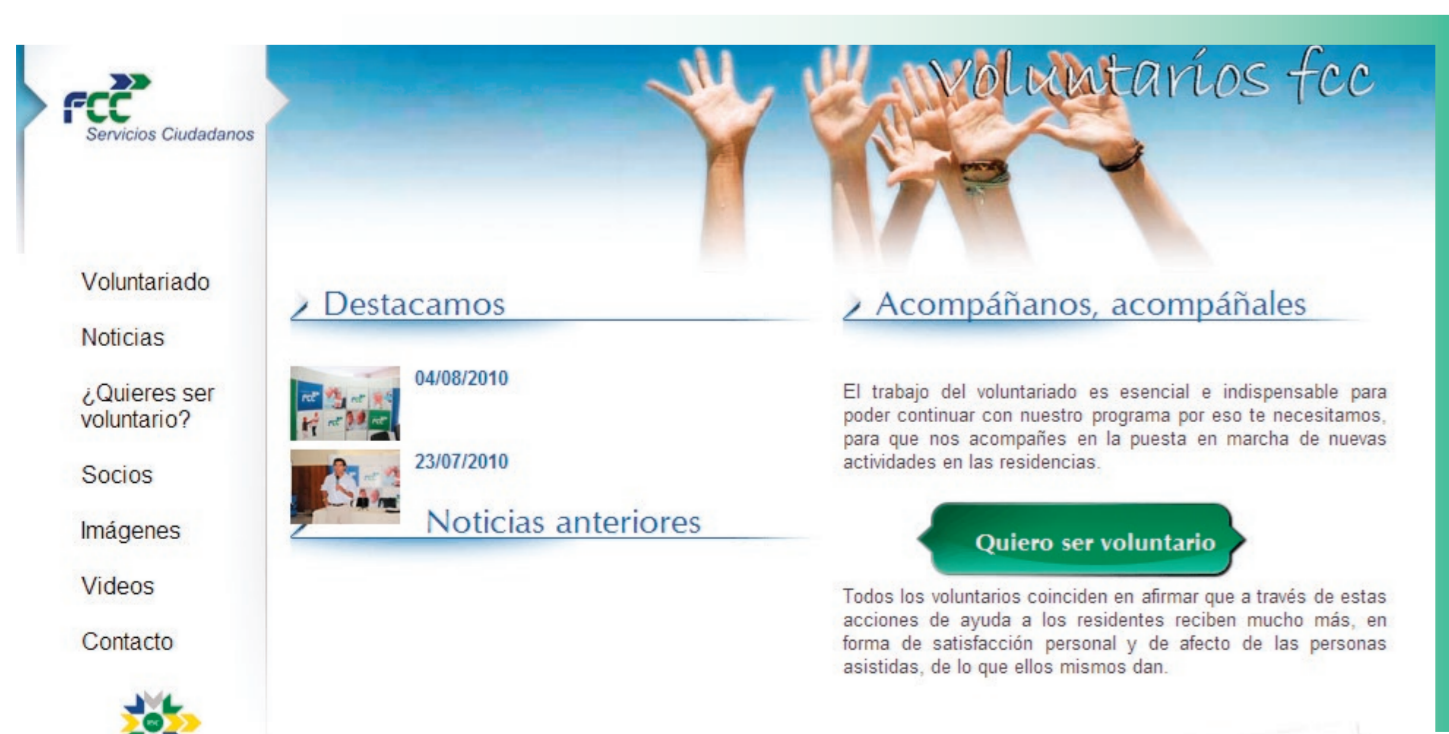 voluntarios fcc
FCC
Servicios Ciudadanos
Voluntariado
Noticias
¿Quieres ser
voluntario?
Socios
Imágenes
Videos
Contacto
Destacamos
04/08/2010
23/07/2010
Noticias anteriores
Acompáñanos, acompáñales
El trabajo del voluntariado es esencial e indispensable para
poder continuar con nuestro programa por eso te necesitamos,
para que nos acompañes en la puesta en marcha de nuevas
actividades en las residencias.
Quiero ser voluntario
Todos los voluntarios coinciden en afirmar que a través de estas
acciones de ayuda a los residentes reciben mucho más, en
forma de satisfacción personal y de afecto de las personas
asistidas, de lo que ellos mismos dan.